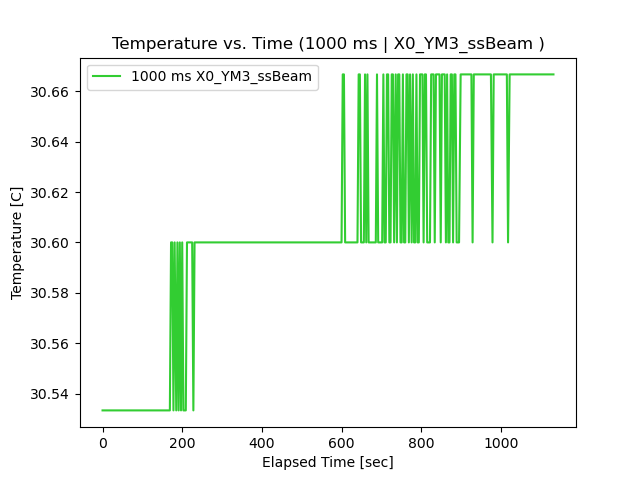 Temperature vs. Time (1000 ms | X0_YM3_ssBeam )
1000 ms X0_YM3_ssBeam
Temperature [C]
30.66
30.64
30.62
30.60
30.58
30.56
30.54
0 200 400 600 800 1000
Elapsed Time [sec]